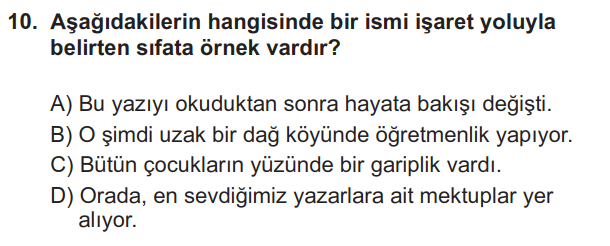 10. Aşağıdakilerin hangisinde bir ismi işaret yoluyla
belirten sıfata örnek vardır?
A) Bu yazıyı okuduktan sonra hayata bakışı değişti.
B) O şimdi uzak bir dağ köyünde öğretmenlik yapıyor.
C) Bütün çocukların yüzünde bir gariplik vardı.
D) Orada, en sevdiğimiz yazarlara ait mektuplar yer
alıyor.